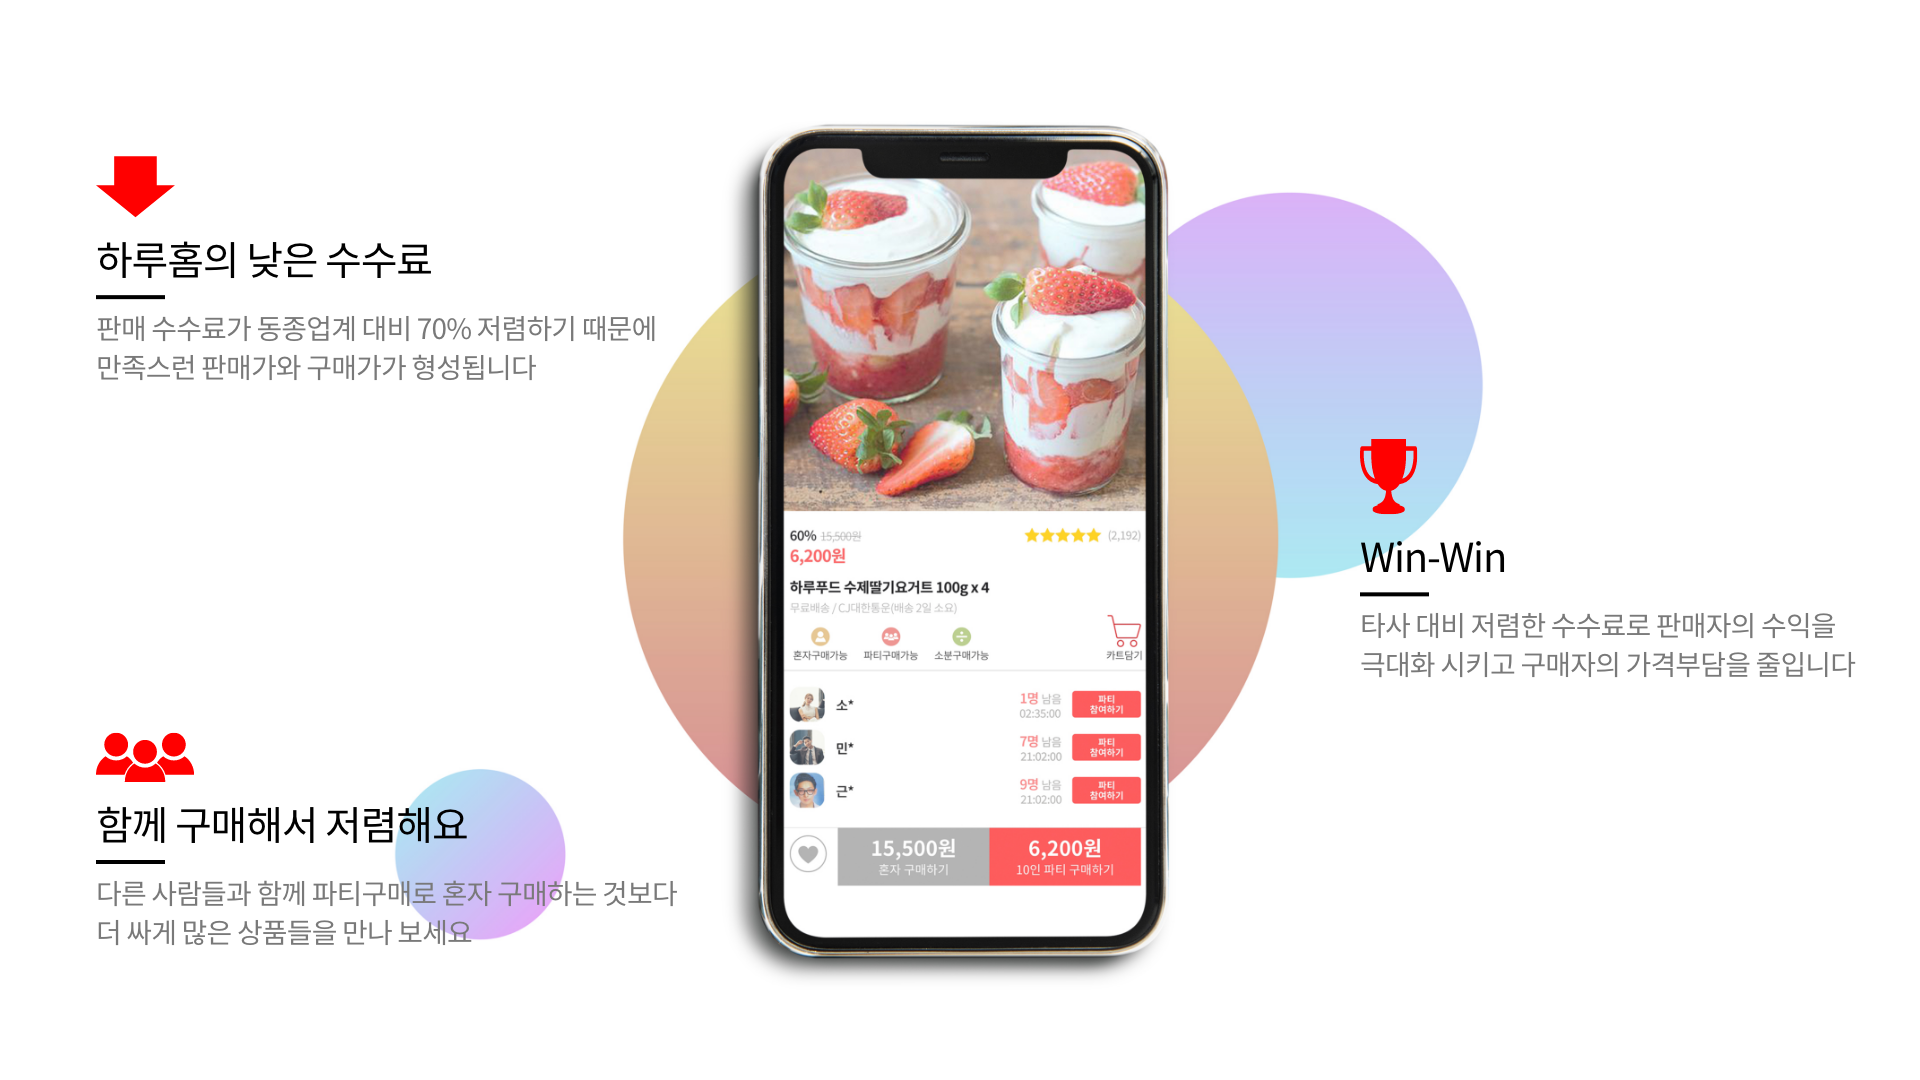 하루홈의 낮은 수수료
판매 수수료가 동종업계 대비 70% 저렴하기 때문에
만족스런 판매가와 구매가가 형성됩니다
함께 구매해서 저렴해요
다른 사람들과 함께 파티구매로 혼자 구매하는 것보다
더 싸게 많은 상품들을 만나 보세요
60% 15,500원
(2,192)
6,200원
하루푸드 수제딸기요거트 100g x 4
무료배송 / CJ대한통운(배송 2일 소요)
혼자구매가능 파티구매가능 소분구매가능 카트담기
소*
1명 남음
02:35:00
파티
참여하기
민*
7명 남음
21:02:00
파티
참여하기
근*
9명 남음
21:02:00
파티
참여하기
15,500원
혼자 구매하기
6,200원
10인 파티 구매하기
Win-Win
타사 대비 저렴한 수수료로 판매자의 수익을
극대화 시키고 구매자의 가격부담을 줄입니다